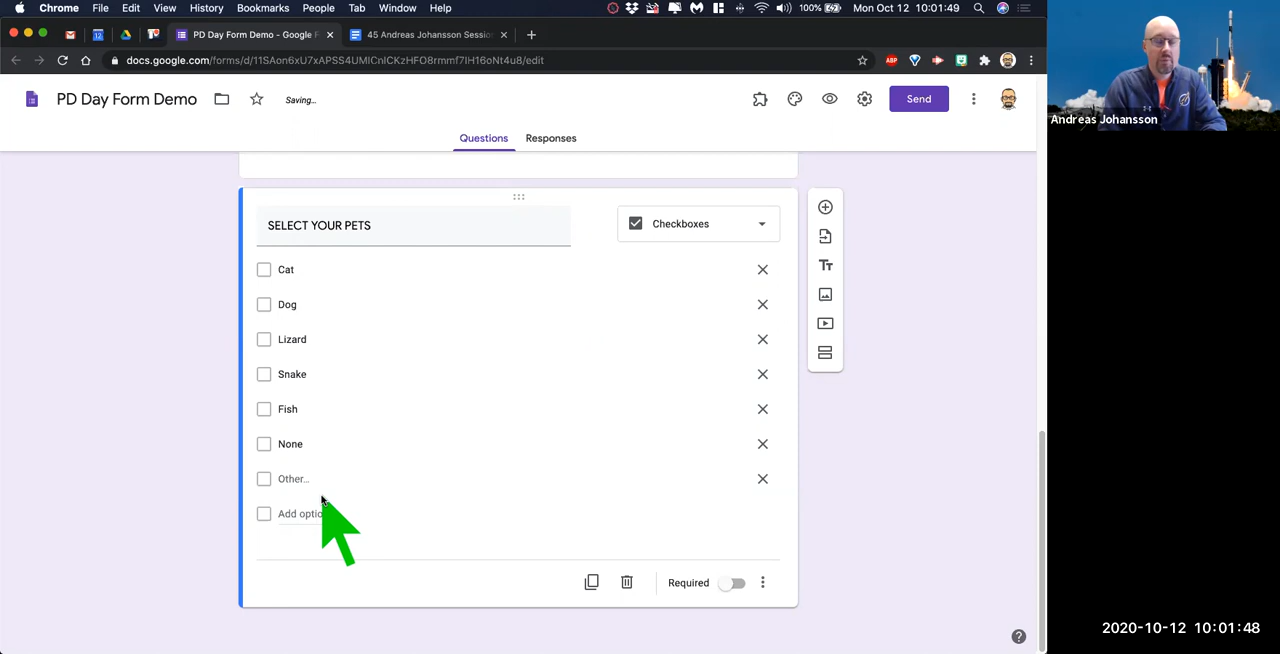 Chrome File Edit View History Bookmarks People Tab Window Help 100% Mon Oct 12 10:01:49
PD Day Form Demo - Google F 45 Andreas Johansson Sessio
docs.google.com/forms/d/11SAon6xU7xAPSS4UMICnICKzHFO8rmmf7IH16oNt4u8/edit
PD Day Form Demo Saving... Send
Andreas Johansson
Questions Responses
SELECT YOUR PETS Checkboxes
Cat
Dog
Lizard
Snake
Fish
None
Other...
Add optio
Required
2020-10-12 10:01:48